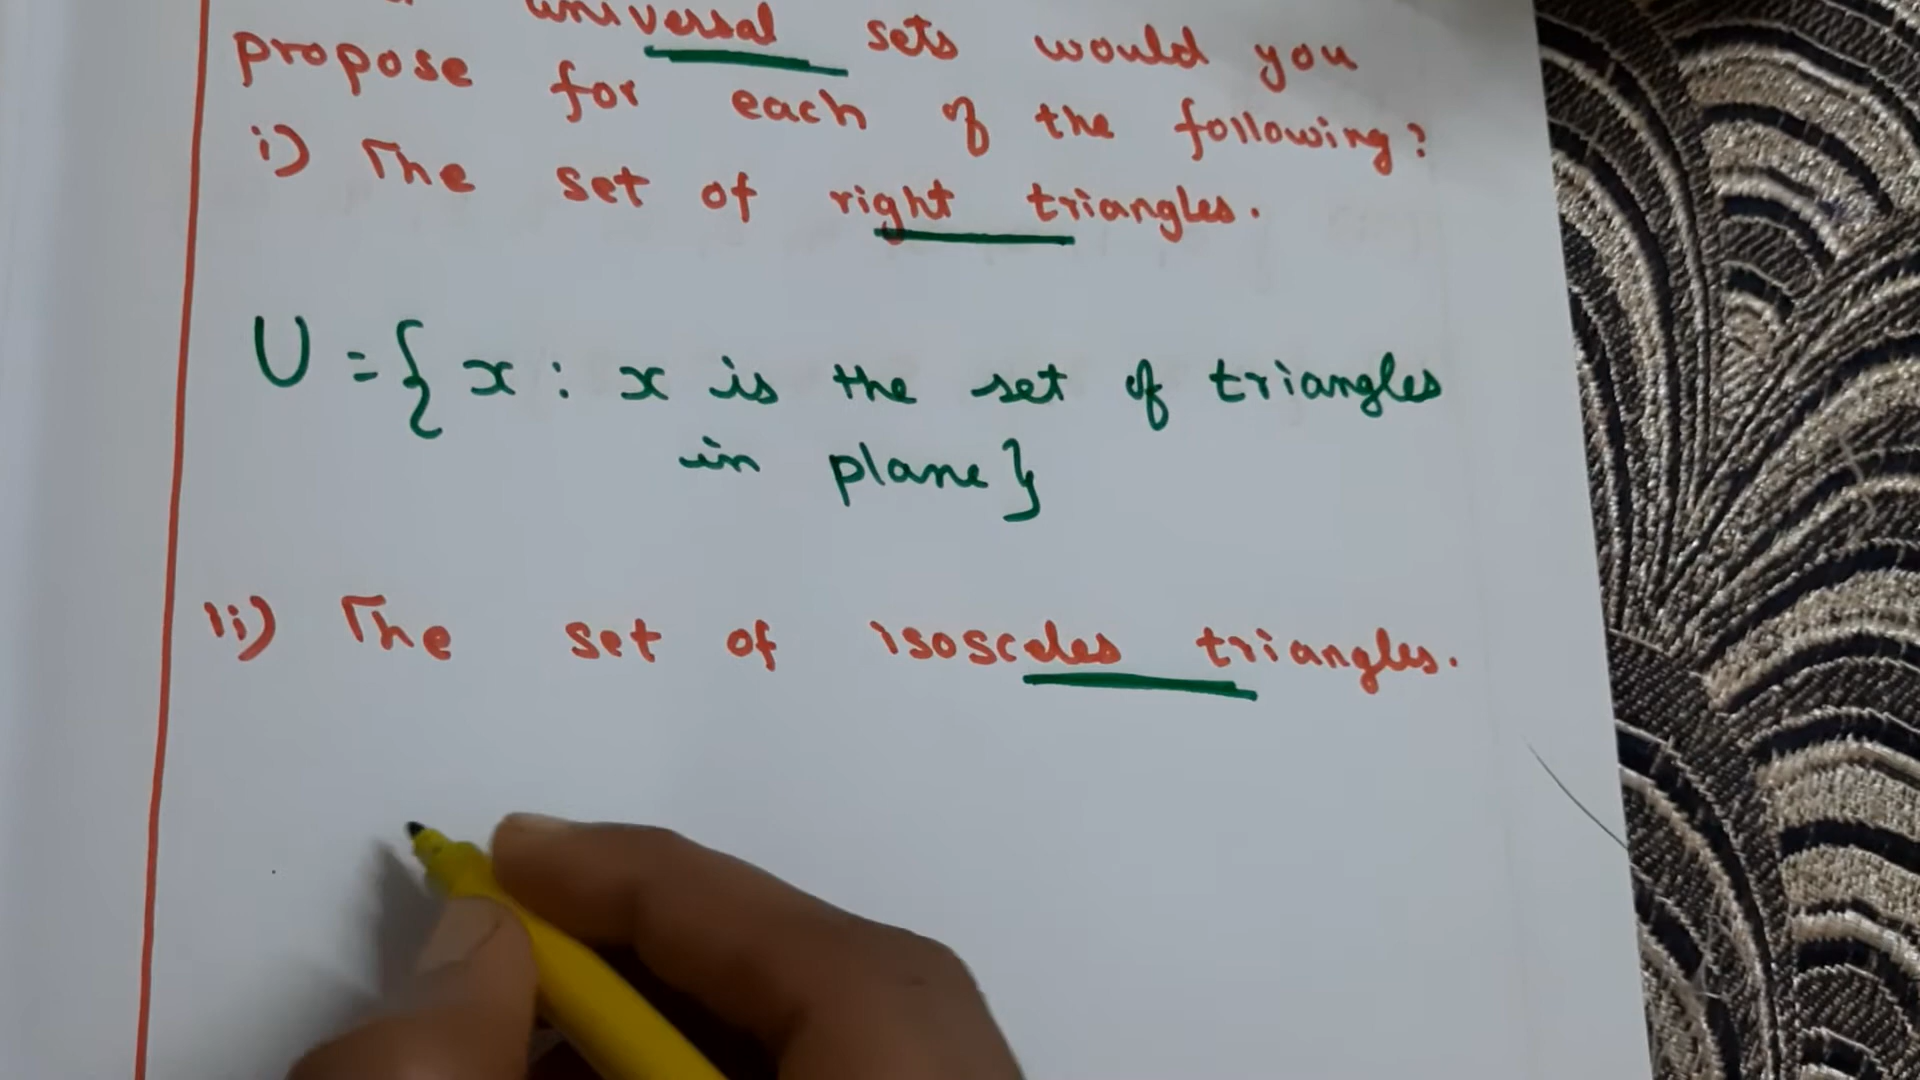 universal sets would you
propose for each of the following?
i) The set of right triangles.
U = { x : x is the set of triangles
in plane }
ii) The set of isosceles triangles.